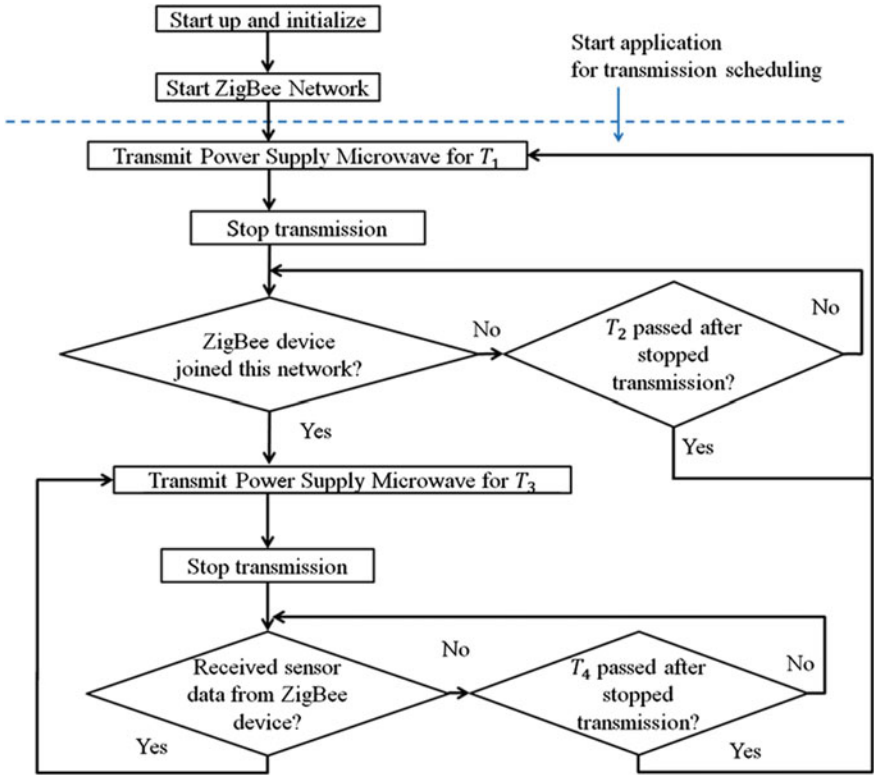 Start up and initialize
Start application
for transmission scheduling
Start ZigBee Network
Transmit Power Supply Microwave for T₁
Stop transmission
ZigBee device
joined this network?
No
T₂ passed after
stopped
transmission?
No
Yes
Yes
Transmit Power Supply Microwave for T₃
Stop transmission
Received sensor
data from ZigBee
device?
No
T₄ passed after
stopped
transmission?
No
Yes
Yes